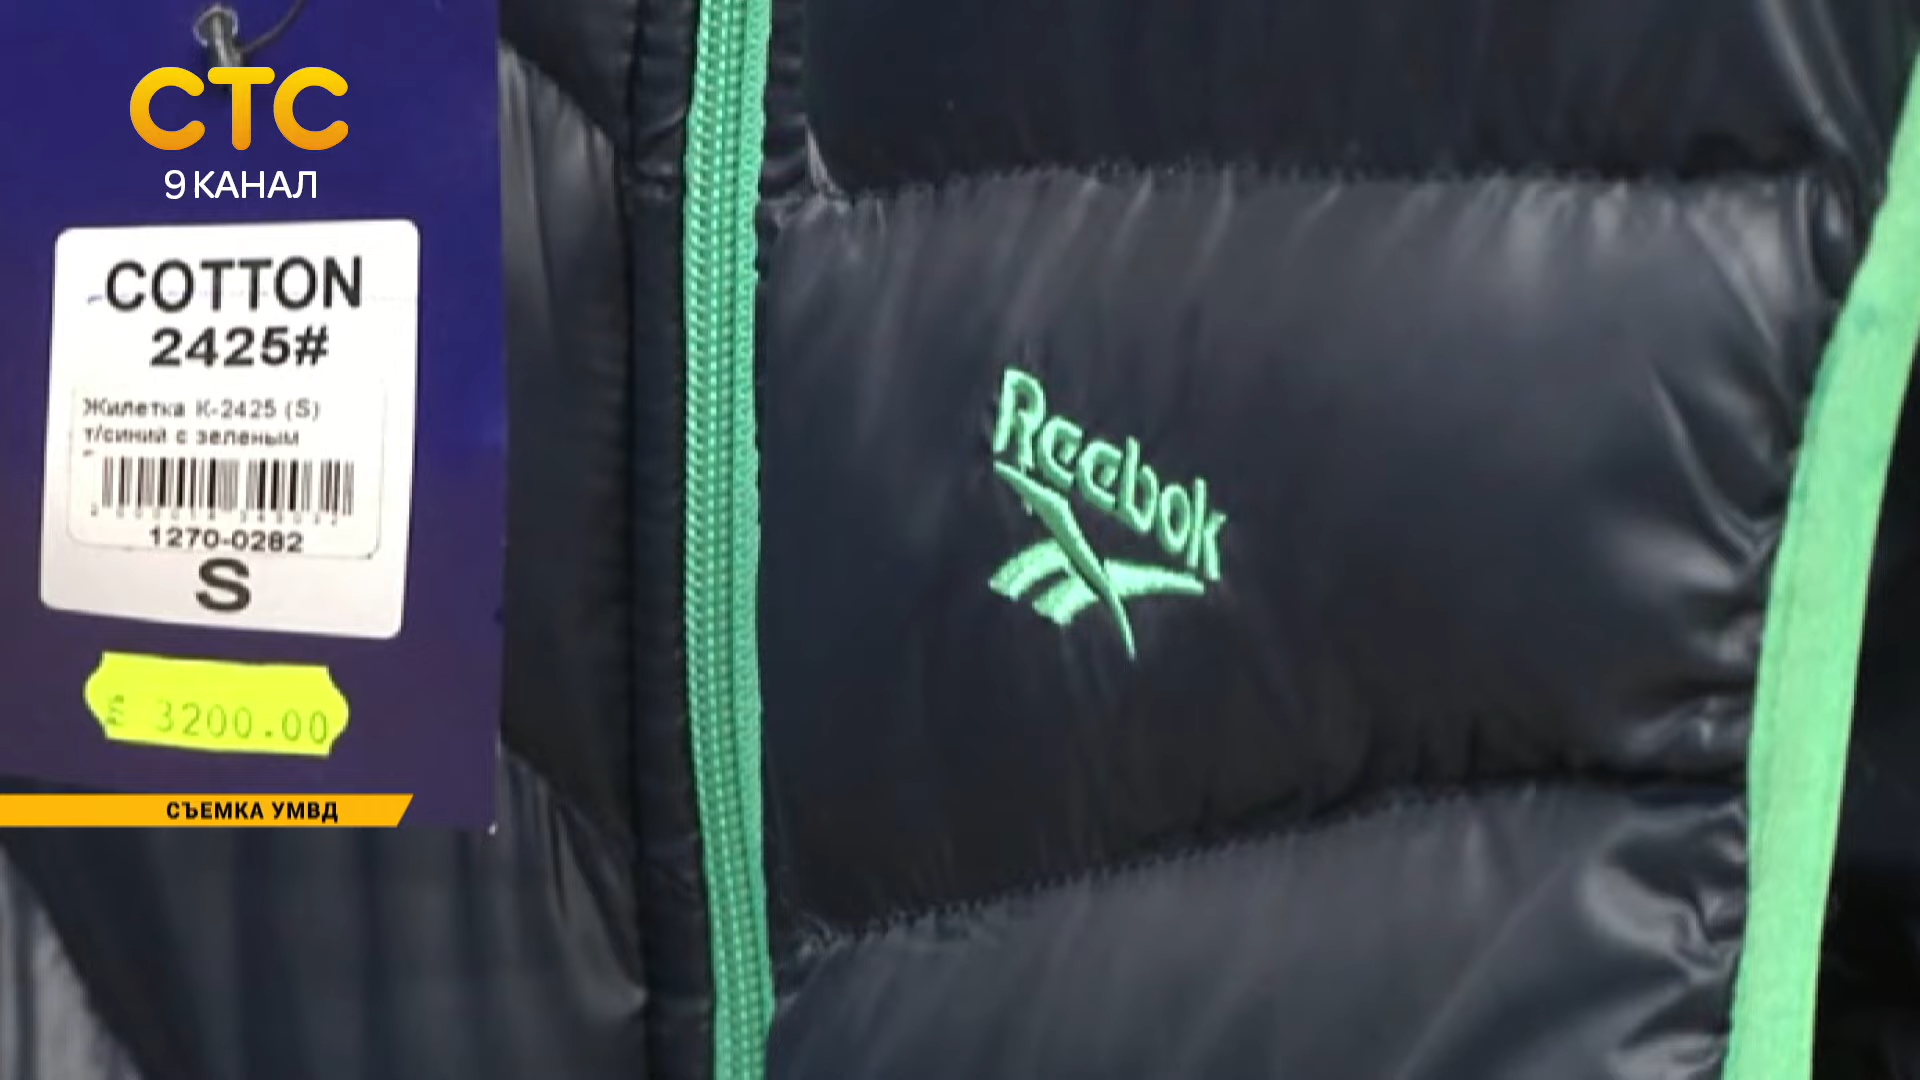 СТС
9 КАНАЛ
COTTON
2425#
Жилетка К-2425 (S)
т/синий с зеленым
1270-0282
S
3200.00
СЪЕМКА УМВД
Reebok